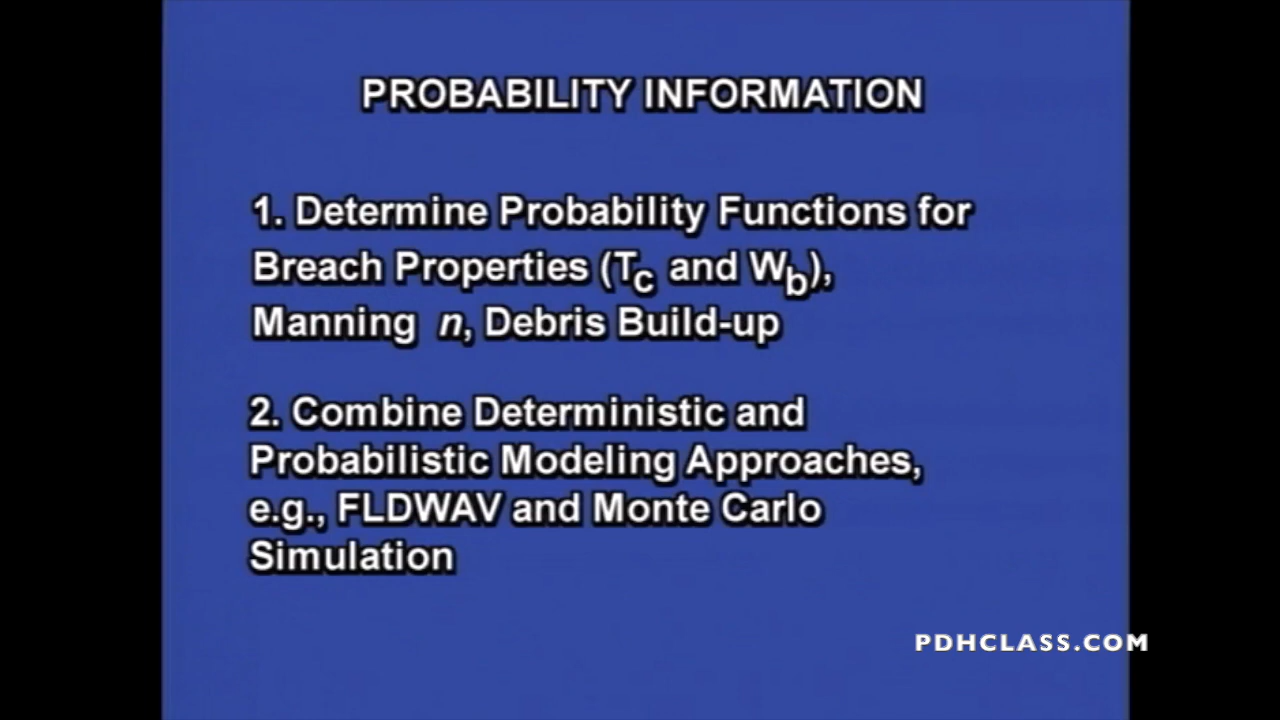 PROBABILITY INFORMATION
1. Determine Probability Functions for
Breach Properties (Tc and Wb),
Manning n, Debris Build-up
2. Combine Deterministic and
Probabilistic Modeling Approaches,
e.g., FLDWAV and Monte Carlo
Simulation
PDHCLASS.COM